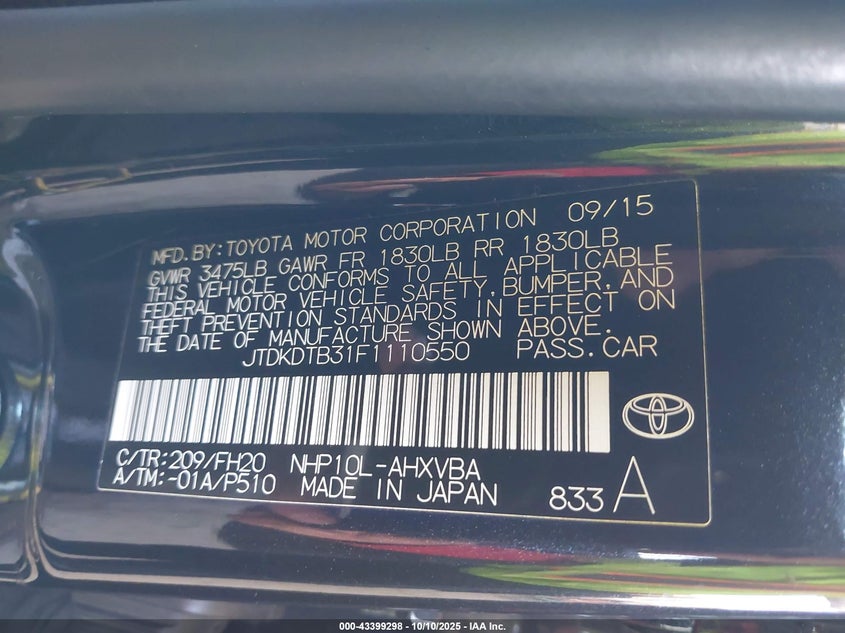 MFD. BY: TOYOTA MOTOR CORPORATION 09/15
GVWR 3475LB GAWR FR 1830LB RR 1830LB
THIS VEHICLE CONFORMS TO ALL APPLICABLE
FEDERAL MOTOR VEHICLE SAFETY, BUMPER, AND
THEFT PREVENTION STANDARDS IN EFFECT ON
THE DATE OF MANUFACTURE SHOWN ABOVE.
JTDKDTB31F1110550 PASS. CAR
C/TR: 209/FH20 NHP10L-AHXVBA
A/TM: -01A/P510 MADE IN JAPAN 833 A
000-43399298 - 10/10/2025 - IAA Inc.